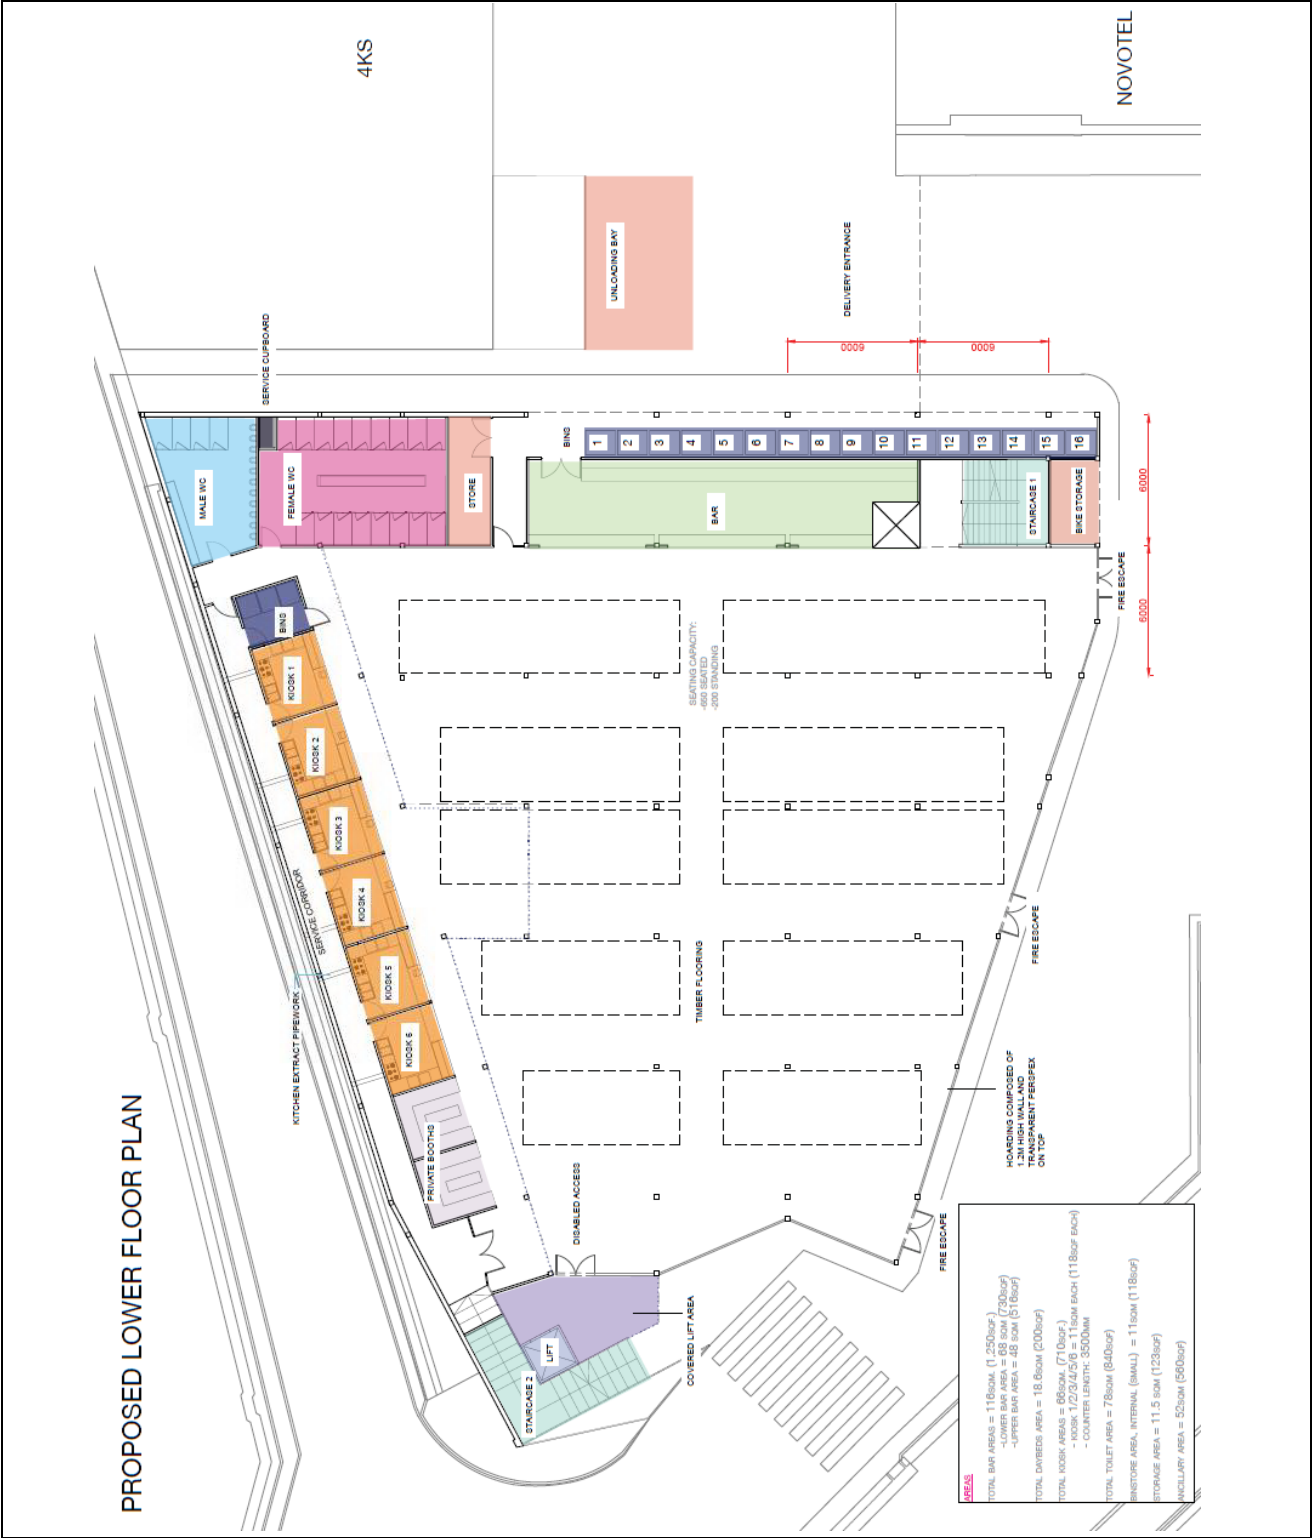 PROPOSED LOWER FLOOR PLAN
4KS
NOVOTEL
UNLOADING BAY
DELIVERY ENTRANCE
SERVICE CUPBOARD
6000
6000
6000
6000
MALE WC
FEMALE WC
STORE
BINS
1
2
3
4
5
6
7
8
9
10
11
12
13
14
15
16
BAR
STAIRCASE 1
BIKE STORAGE
FIRE ESCAPE
BINS
KIOSK 1
KIOSK 2
KIOSK 3
KIOSK 4
KIOSK 5
KIOSK 6
SERVICE CORRIDOR
KITCHEN EXTRACT PIPEWORK
PRIVATE BOOTHS
SEATING CAPACITY:
-650 SEATED
-200 STANDING
TIMBER FLOORING
FIRE ESCAPE
HOARDING COMPOSED OF
1.2M HIGH WALL AND
TRANSPARENT PERSPEX
ON TOP
DISABLED ACCESS
FIRE ESCAPE
COVERED LIFT AREA
LIFT
STAIRCASE 2
AREAS
TOTAL BAR AREAS = 116SQM. (1,250SQF.)
-LOWER BAR AREA = 68 SQM (730SQF)
-UPPER BAR AREA = 48 SQM (516SQF)
TOTAL DAYBEDS AREA = 18.6SQM (200SQF)
TOTAL KIOSK AREAS = 66SQM. (710SQF.)
- KIOSK 1/2/3/4/5/6 = 11SQM EACH (118SQF EACH)
- COUNTER LENGTH: 3500MM
TOTAL TOILET AREA = 78SQM (840SQF)
BINSTORE AREA, INTERNAL (SMALL) = 11SQM (118SQF)
STORAGE AREA = 11.5 SQM (123SQF)
ANCILLARY AREA = 52SQM (560SQF)